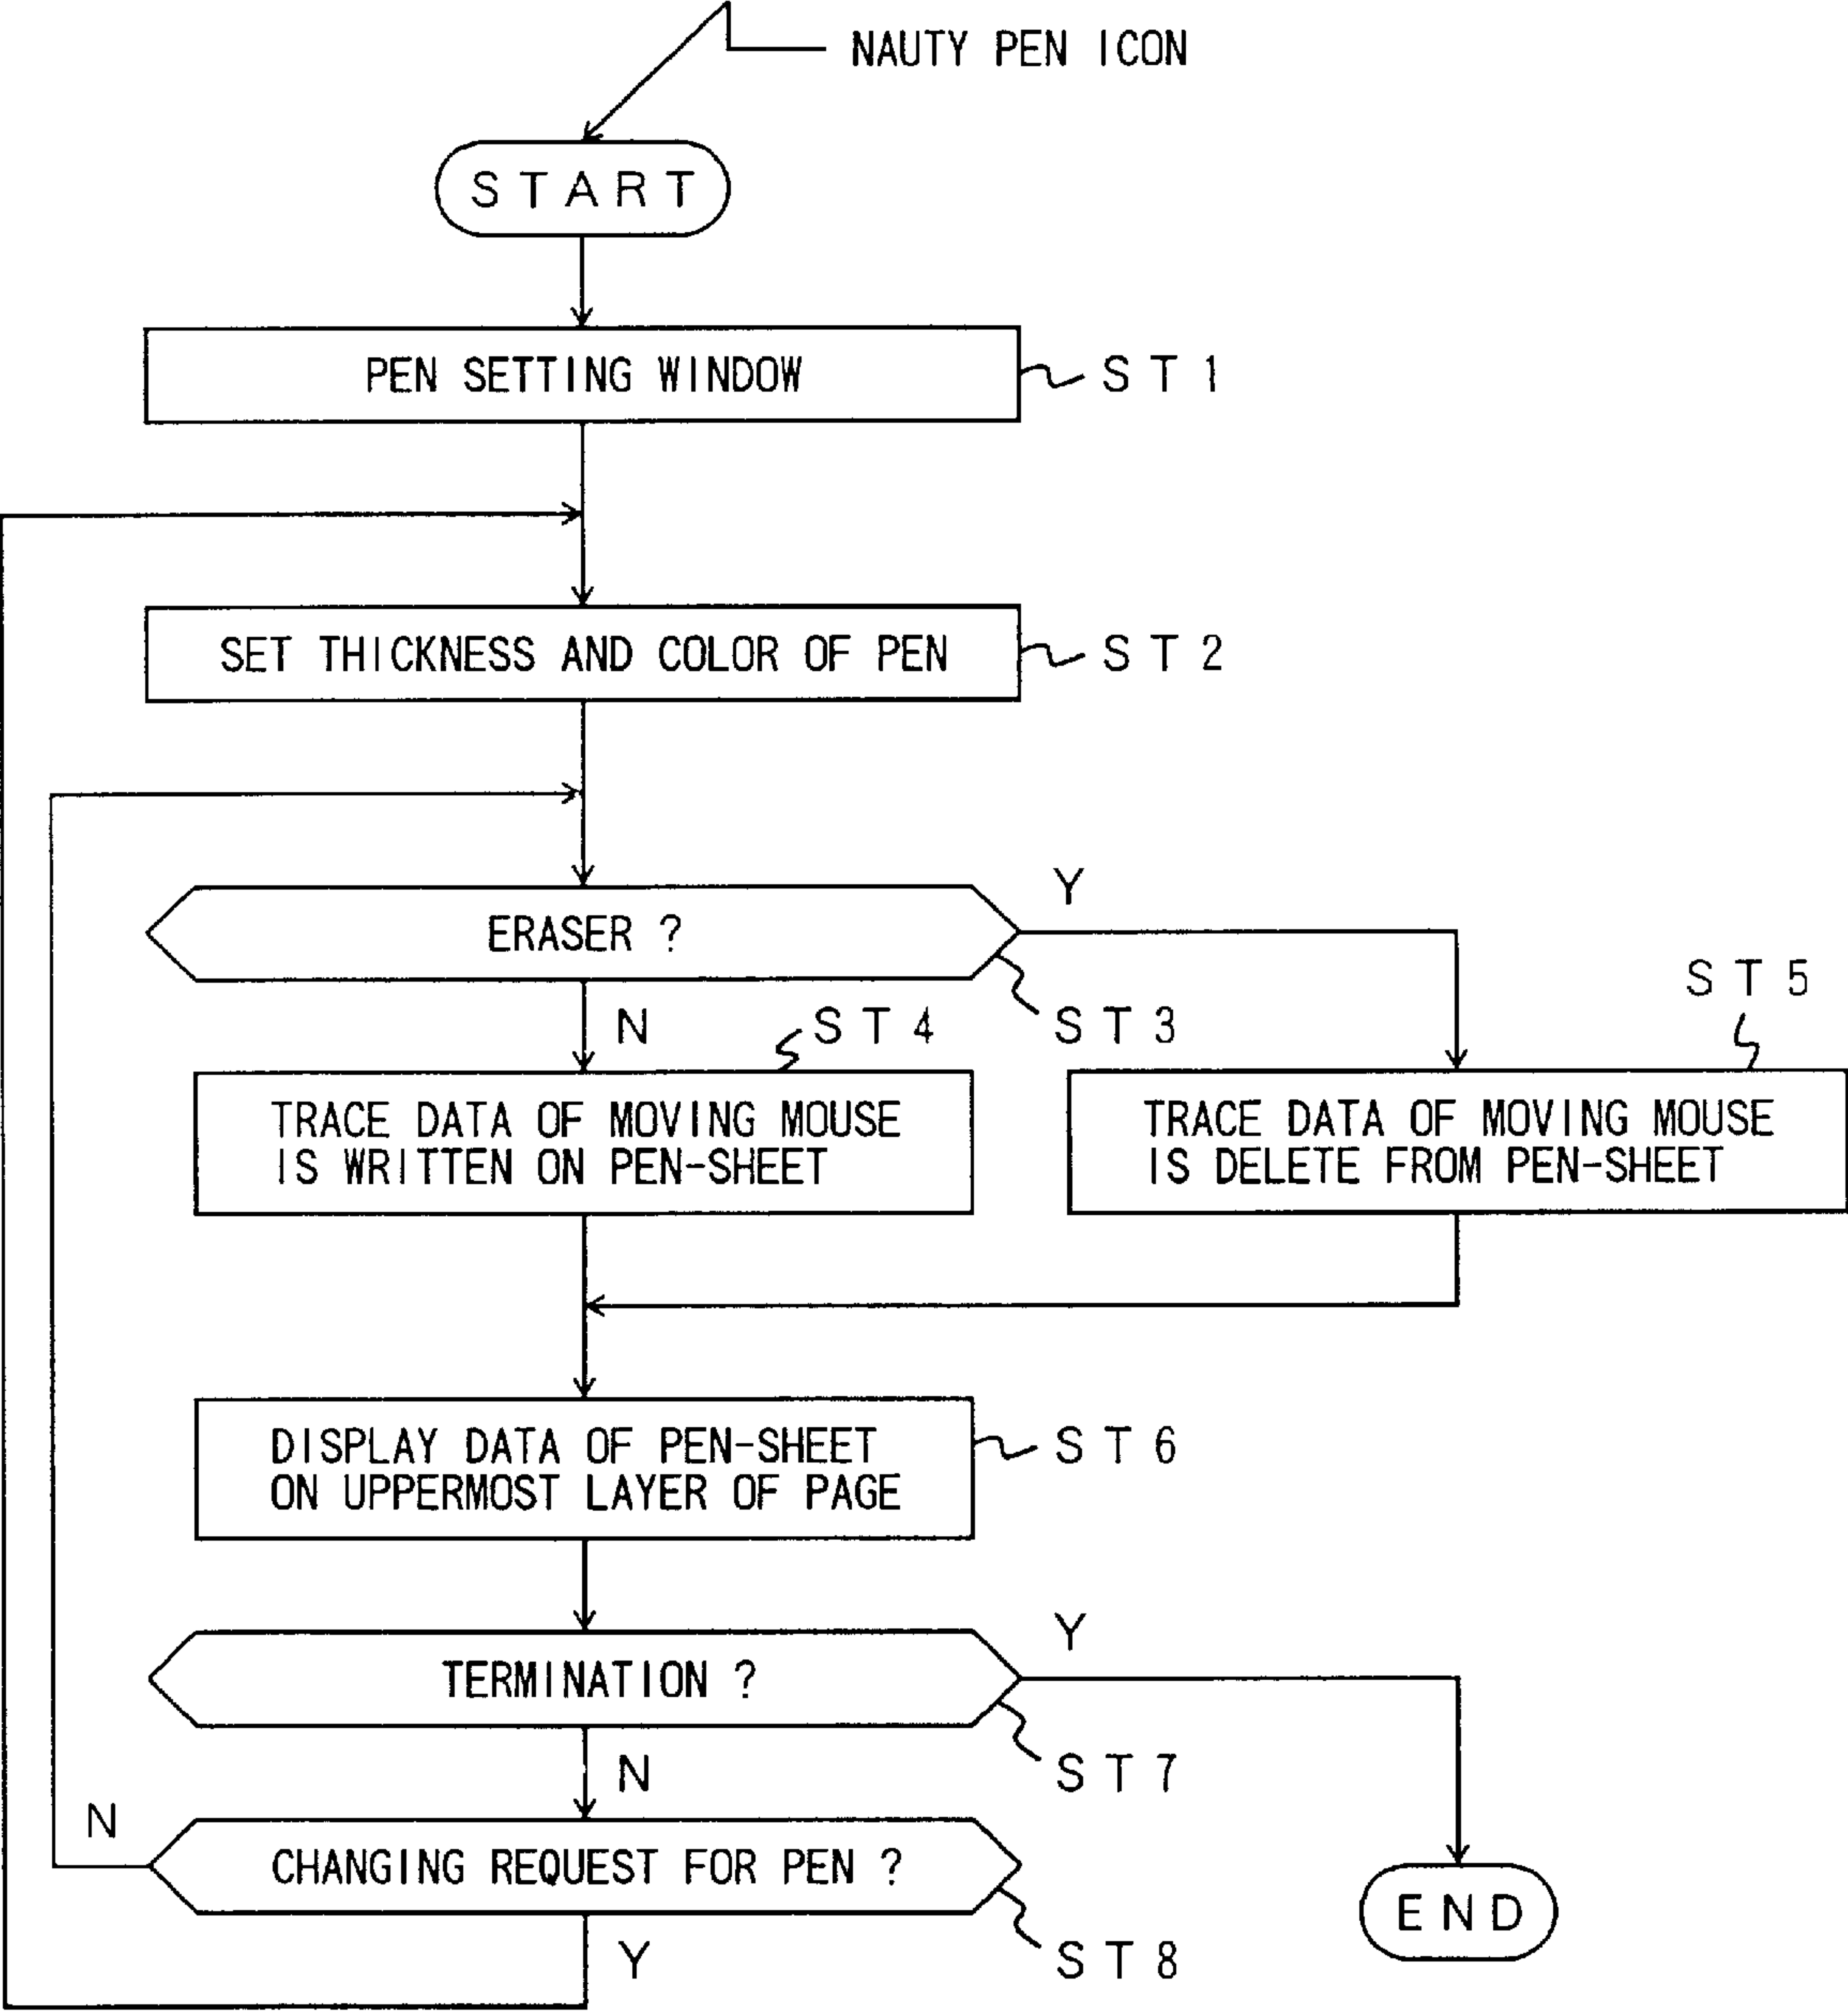 NAUTY PEN ICON
START
PEN SETTING WINDOW
ST1
SET THICKNESS AND COLOR OF PEN
ST2
ERASER ?
Y
ST3
N
ST4
ST5
TRACE DATA OF MOVING MOUSE
IS WRITTEN ON PEN-SHEET
TRACE DATA OF MOVING MOUSE
IS DELETE FROM PEN-SHEET
DISPLAY DATA OF PEN-SHEET
ON UPPERMOST LAYER OF PAGE
ST6
TERMINATION ?
Y
ST7
N
N
CHANGING REQUEST FOR PEN ?
ST8
Y
END